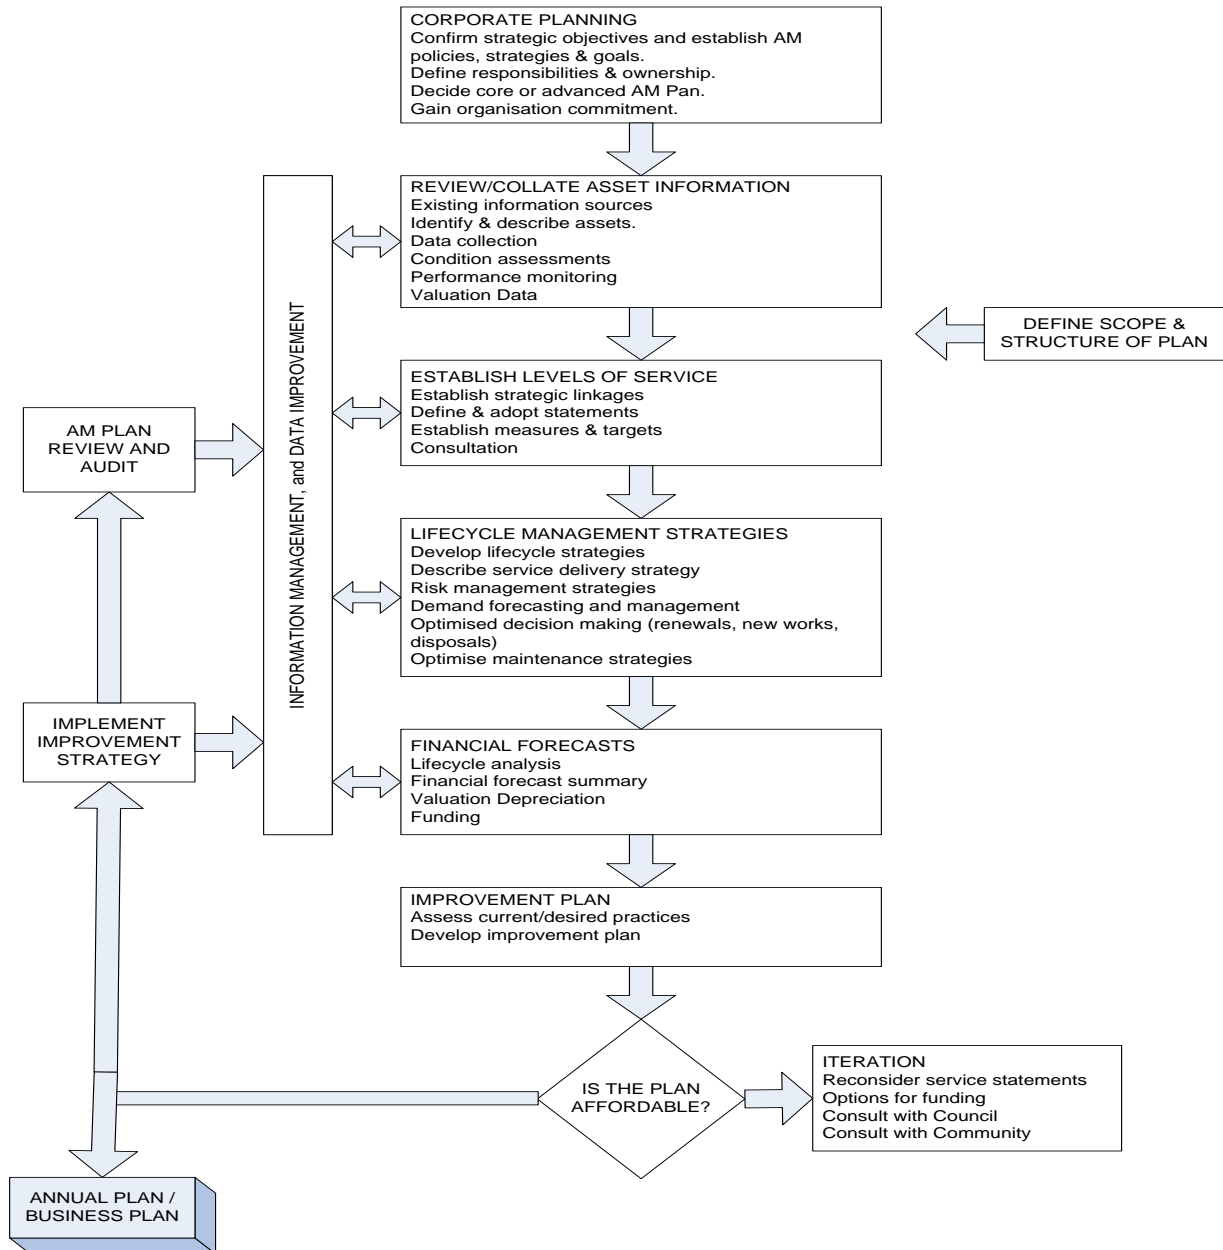 CORPORATE PLANNING
Confirm strategic objectives and establish AM
policies, strategies & goals.
Define responsibilities & ownership.
Decide core or advanced AM Pan.
Gain organisation commitment.
REVIEW/COLLATE ASSET INFORMATION
Existing information sources
Identify & describe assets.
Data collection
Condition assessments
Performance monitoring
Valuation Data
DEFINE SCOPE &
STRUCTURE OF PLAN
INFORMATION MANAGEMENT, and DATA IMPROVEMENT
ESTABLISH LEVELS OF SERVICE
Establish strategic linkages
Define & adopt statements
Establish measures & targets
Consultation
AM PLAN
REVIEW AND
AUDIT
LIFECYCLE MANAGEMENT STRATEGIES
Develop lifecycle strategies
Describe service delivery strategy
Risk management strategies
Demand forecasting and management
Optimised decision making (renewals, new works,
disposals)
Optimise maintenance strategies
IMPLEMENT
IMPROVEMENT
STRATEGY
FINANCIAL FORECASTS
Lifecycle analysis
Financial forecast summary
Valuation Depreciation
Funding
IMPROVEMENT PLAN
Assess current/desired practices
Develop improvement plan
IS THE PLAN
AFFORDABLE?
ITERATION
Reconsider service statements
Options for funding
Consult with Council
Consult with Community
ANNUAL PLAN /
BUSINESS PLAN